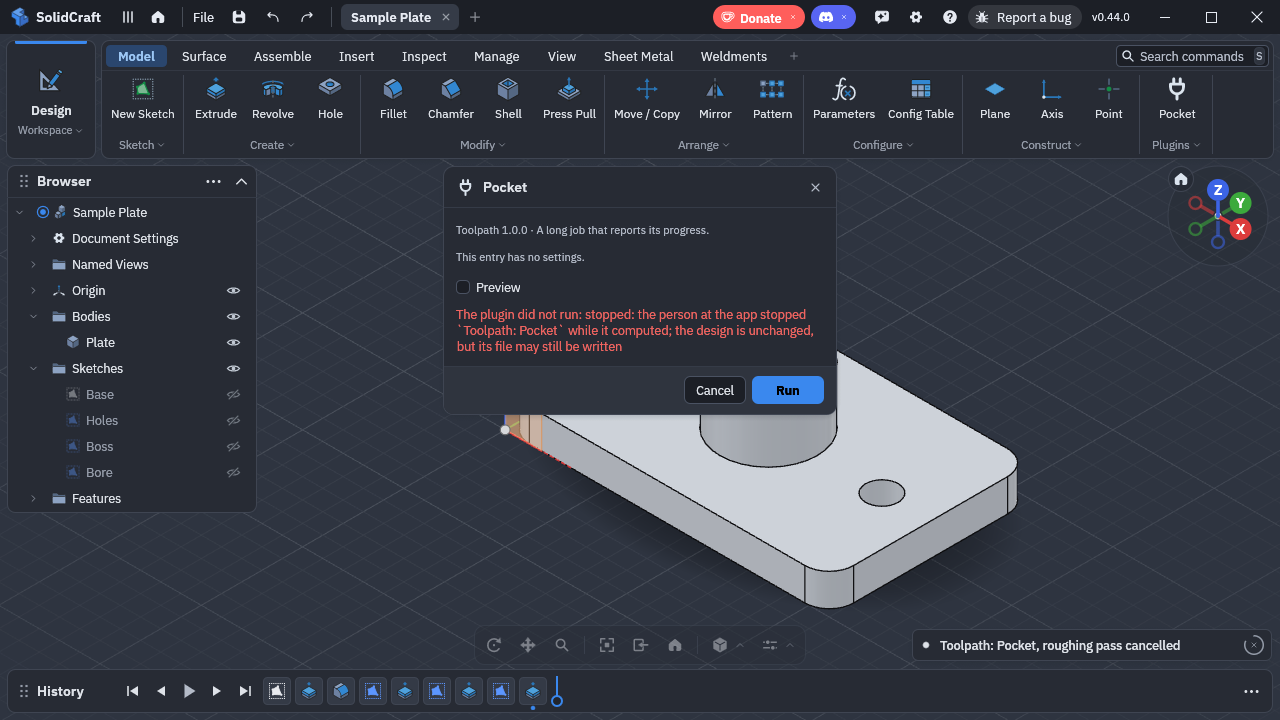 SolidCraft
File
Sample Plate
Donate
Report a bug
v0.44.0
Design
Workspace
Model
Surface
Assemble
Insert
Inspect
Manage
View
Sheet Metal
Weldments
Search commands
S
New Sketch
Extrude
Revolve
Hole
Fillet
Chamfer
Shell
Press Pull
Move / Copy
Mirror
Pattern
Parameters
Config Table
Plane
Axis
Point
Pocket
Sketch
Create
Modify
Arrange
Configure
Construct
Plugins
Browser
Sample Plate
Document Settings
Named Views
Origin
Bodies
Plate
Sketches
Base
Holes
Boss
Bore
Features
Pocket
Toolpath 1.0.0 · A long job that reports its progress.
This entry has no settings.
Preview
The plugin did not run: stopped: the person at the app stopped
`Toolpath: Pocket` while it computed; the design is unchanged,
but its file may still be written
Cancel
Run
Z
Y
X
Toolpath: Pocket, roughing pass cancelled
History